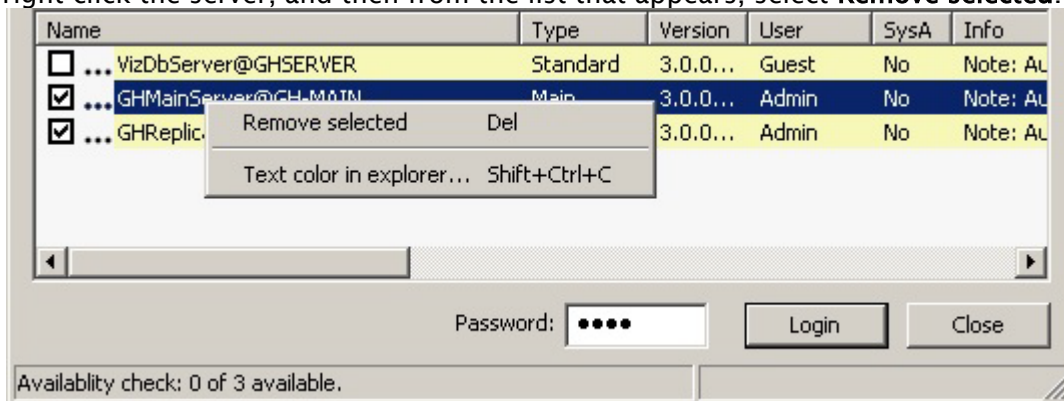 right click the server, and then from the list that appears, select Remove selected.
Name Type Version User SysA Info
... VizDbServer@GHSERVER Standard 3.0.0... Guest No Note: Au
... GHMainServer@GH-MAIN Main 3.0.0... Admin No Note: Au
... GHReplic 3.0.0... Admin No Note: Au
Remove selected Del
Text color in explorer... Shift+Ctrl+C
Password: ●●●● Login Close
Availablity check: 0 of 3 available.